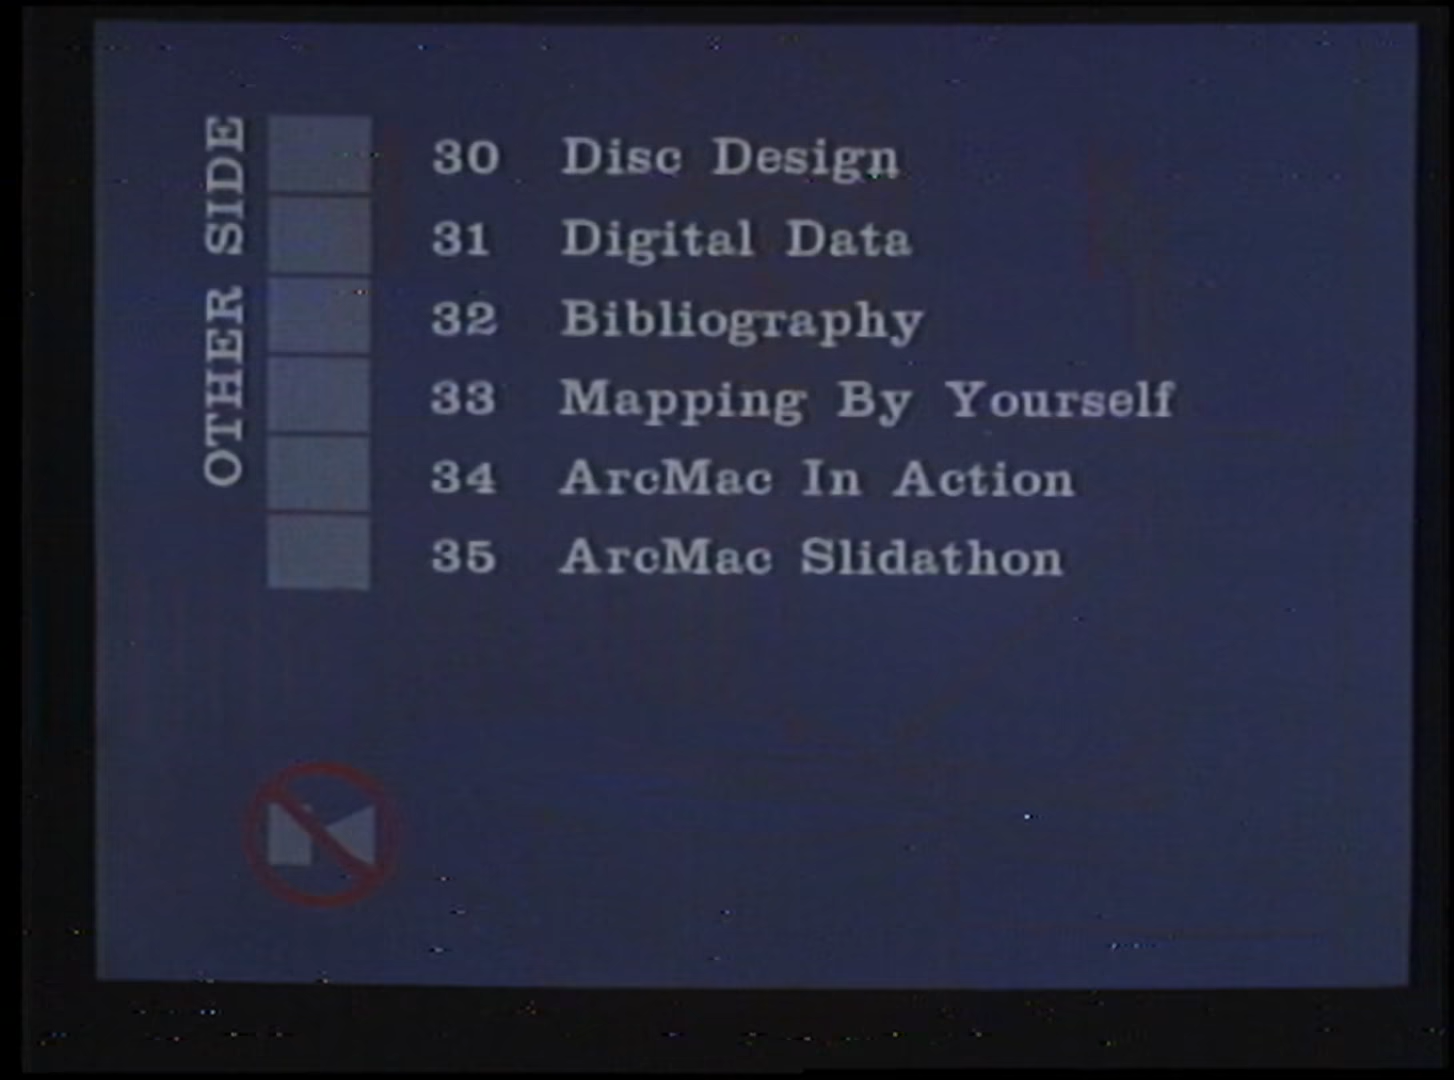 OTHER SIDE
30 Disc Design
31 Digital Data
32 Bibliography
33 Mapping By Yourself
34 ArcMac In Action
35 ArcMac Slidathon